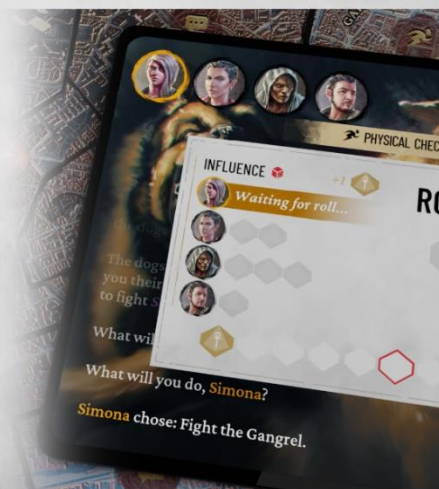 PHYSICAL CHEC
INFLUENCE
+1
RO
Waiting for roll...
The dogs
you their
to fight S
What wil
What will you do, Simona?
Simona chose: Fight the Gangrel.